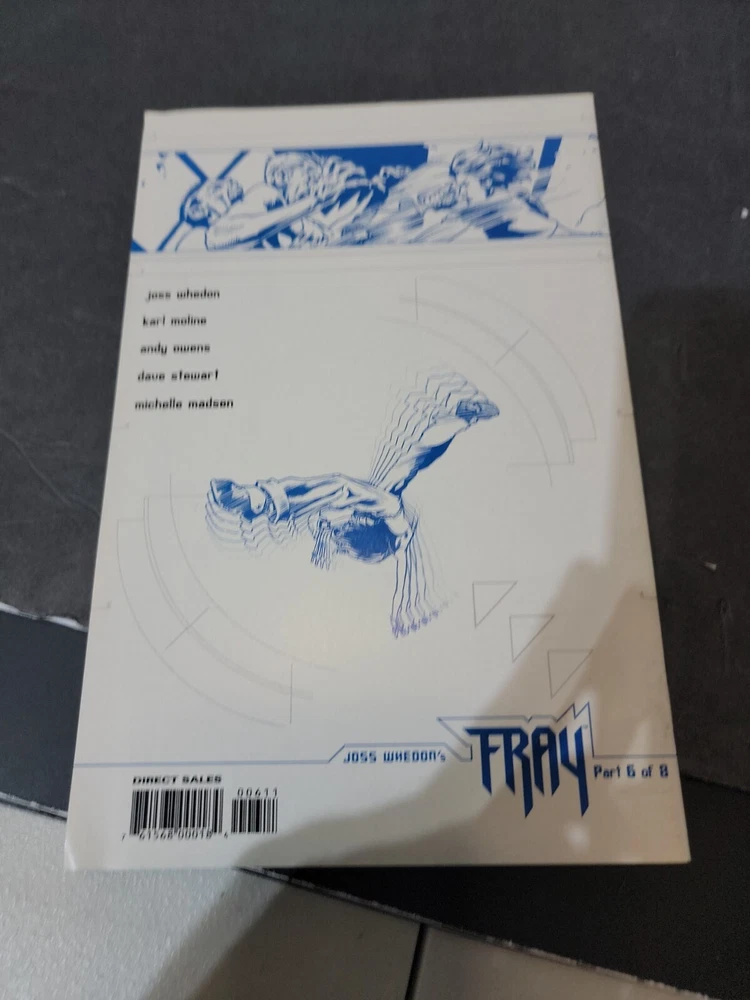 joss whedon
karl moline
andy owens
dave stewart
michelle madsen
JOSS WHEDON's
FRAY™
Part 6 of 8
DIRECT SALES
00611
7 61568 00018 4